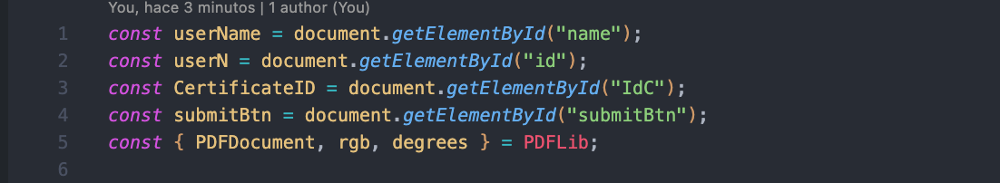 You, hace 3 minutos | 1 author (You)
1 const userName = document.getElementById("name");
2 const userN = document.getElementById("id");
3 const CertificateID = document.getElementById("IdC");
4 const submitBtn = document.getElementById("submitBtn");
5 const { PDFDocument, rgb, degrees } = PDFLib;
6